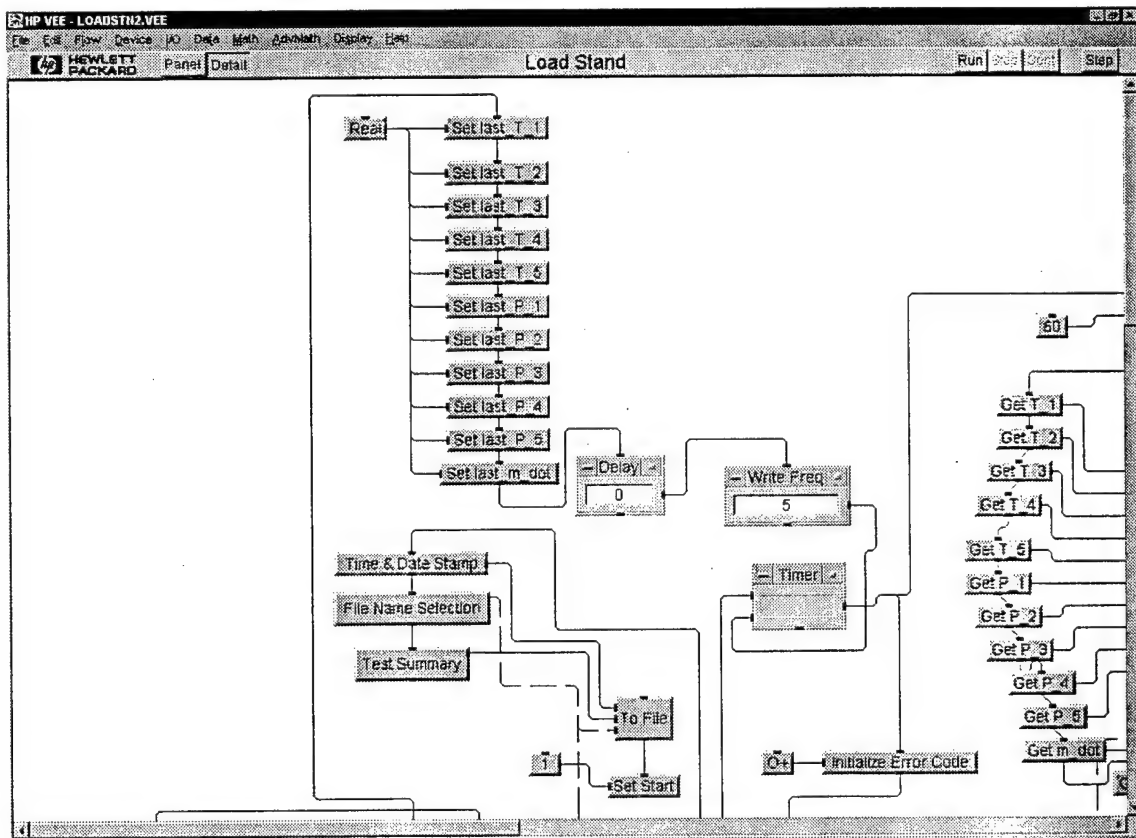 HP VEE - LOADSTN2.VEE
File Edit Flow Device I/O Data Math AdvMath Display Help
HEWLETT PACKARD Panel Detail Load Stand Run Stop Cont Step
Real
Set last_T_1
Set last_T_2
Set last_T_3
Set last_T_4
Set last_T_5
Set last_P_1
Set last_P_2
Set last_P_3
Set last_P_4
Set last_P_5
Set last_m_dot
Delay
0
Write Freq
5
60
Get T_1
Get T_2
Get T_3
Get T_4
Get T_5
Get P_1
Get P_2
Get P_3
Get P_4
Get P_5
Get m_dot
Time & Date Stamp
File Name Selection
Test Summary
Timer
To File
1
Set Start
0+
Initialize Error Code